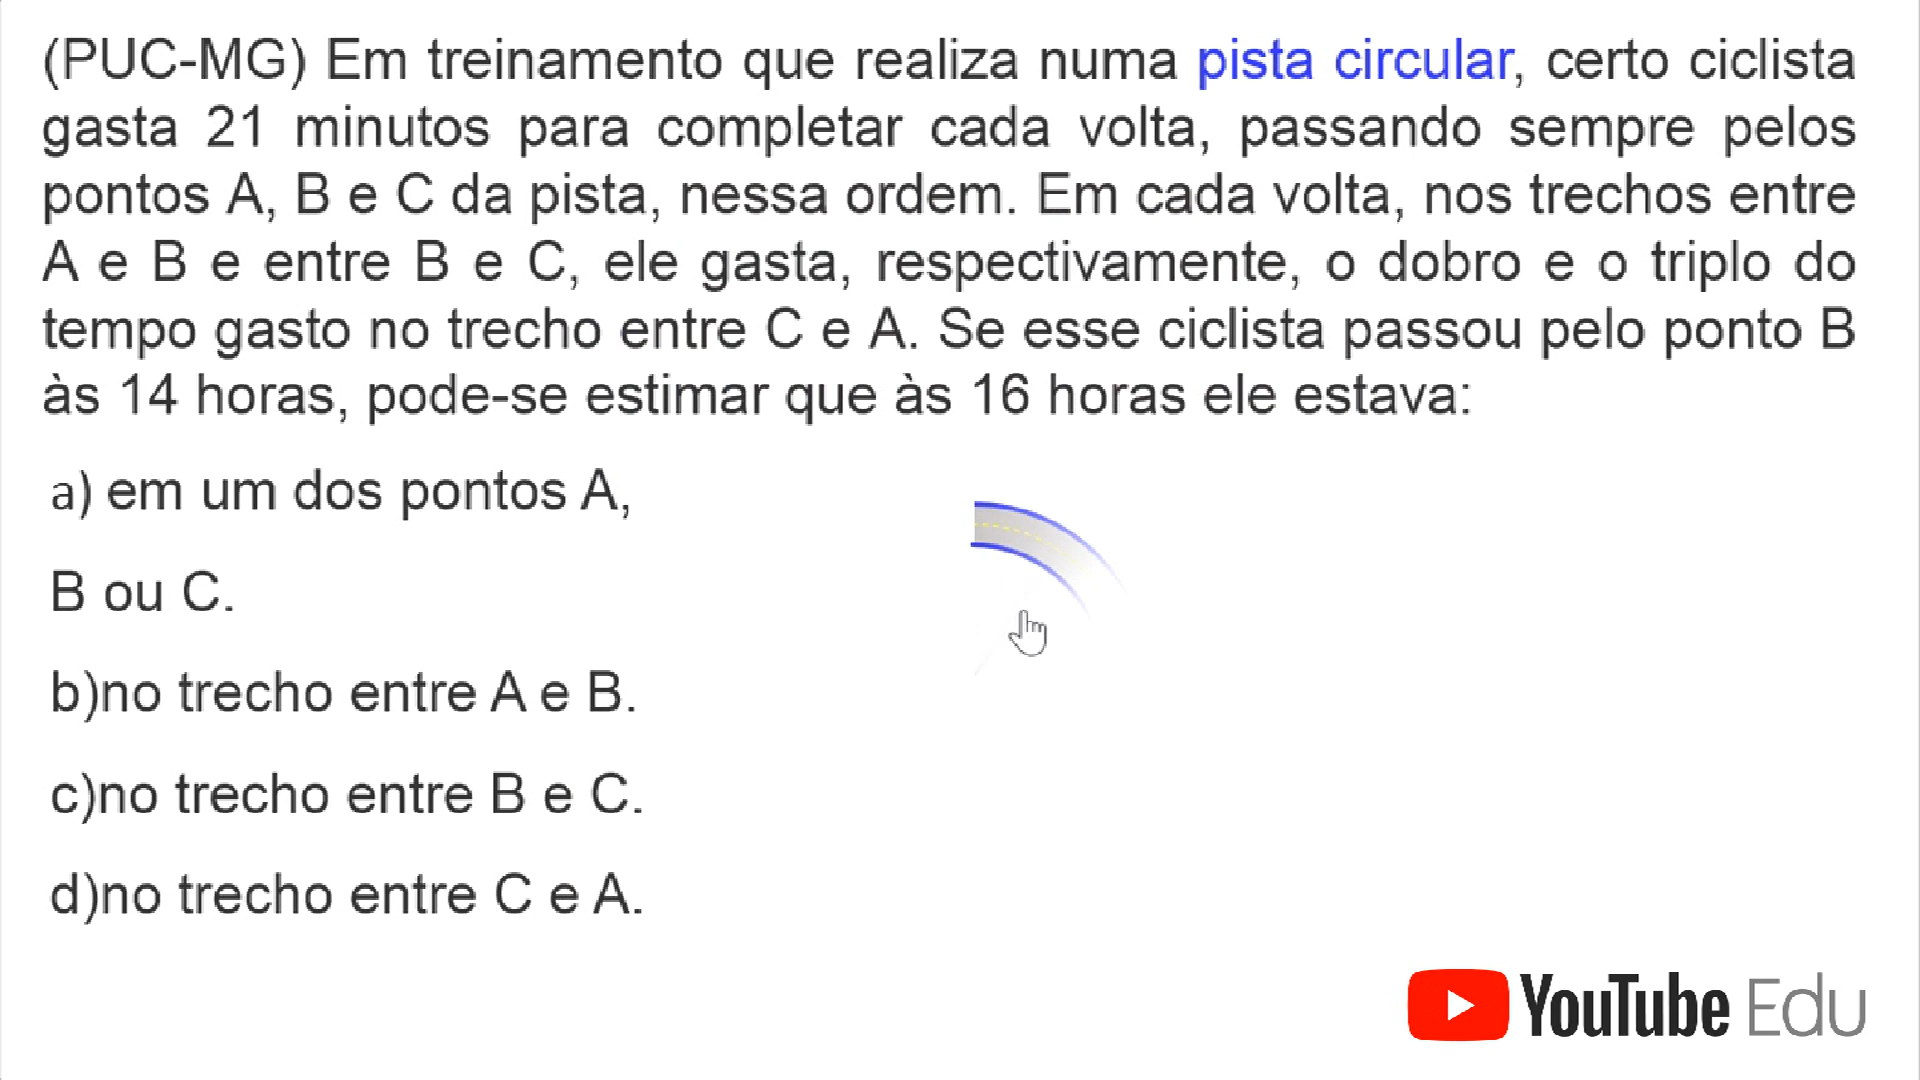 (PUC-MG) Em treinamento que realiza numa pista circular, certo ciclista
gasta 21 minutos para completar cada volta, passando sempre pelos
pontos A, B e C da pista, nessa ordem. Em cada volta, nos trechos entre
A e B e entre B e C, ele gasta, respectivamente, o dobro e o triplo do
tempo gasto no trecho entre C e A. Se esse ciclista passou pelo ponto B
às 14 horas, pode-se estimar que às 16 horas ele estava:
a) em um dos pontos A,
B ou C.
b)no trecho entre A e B.
c)no trecho entre B e C.
d)no trecho entre C e A.
YouTube Edu